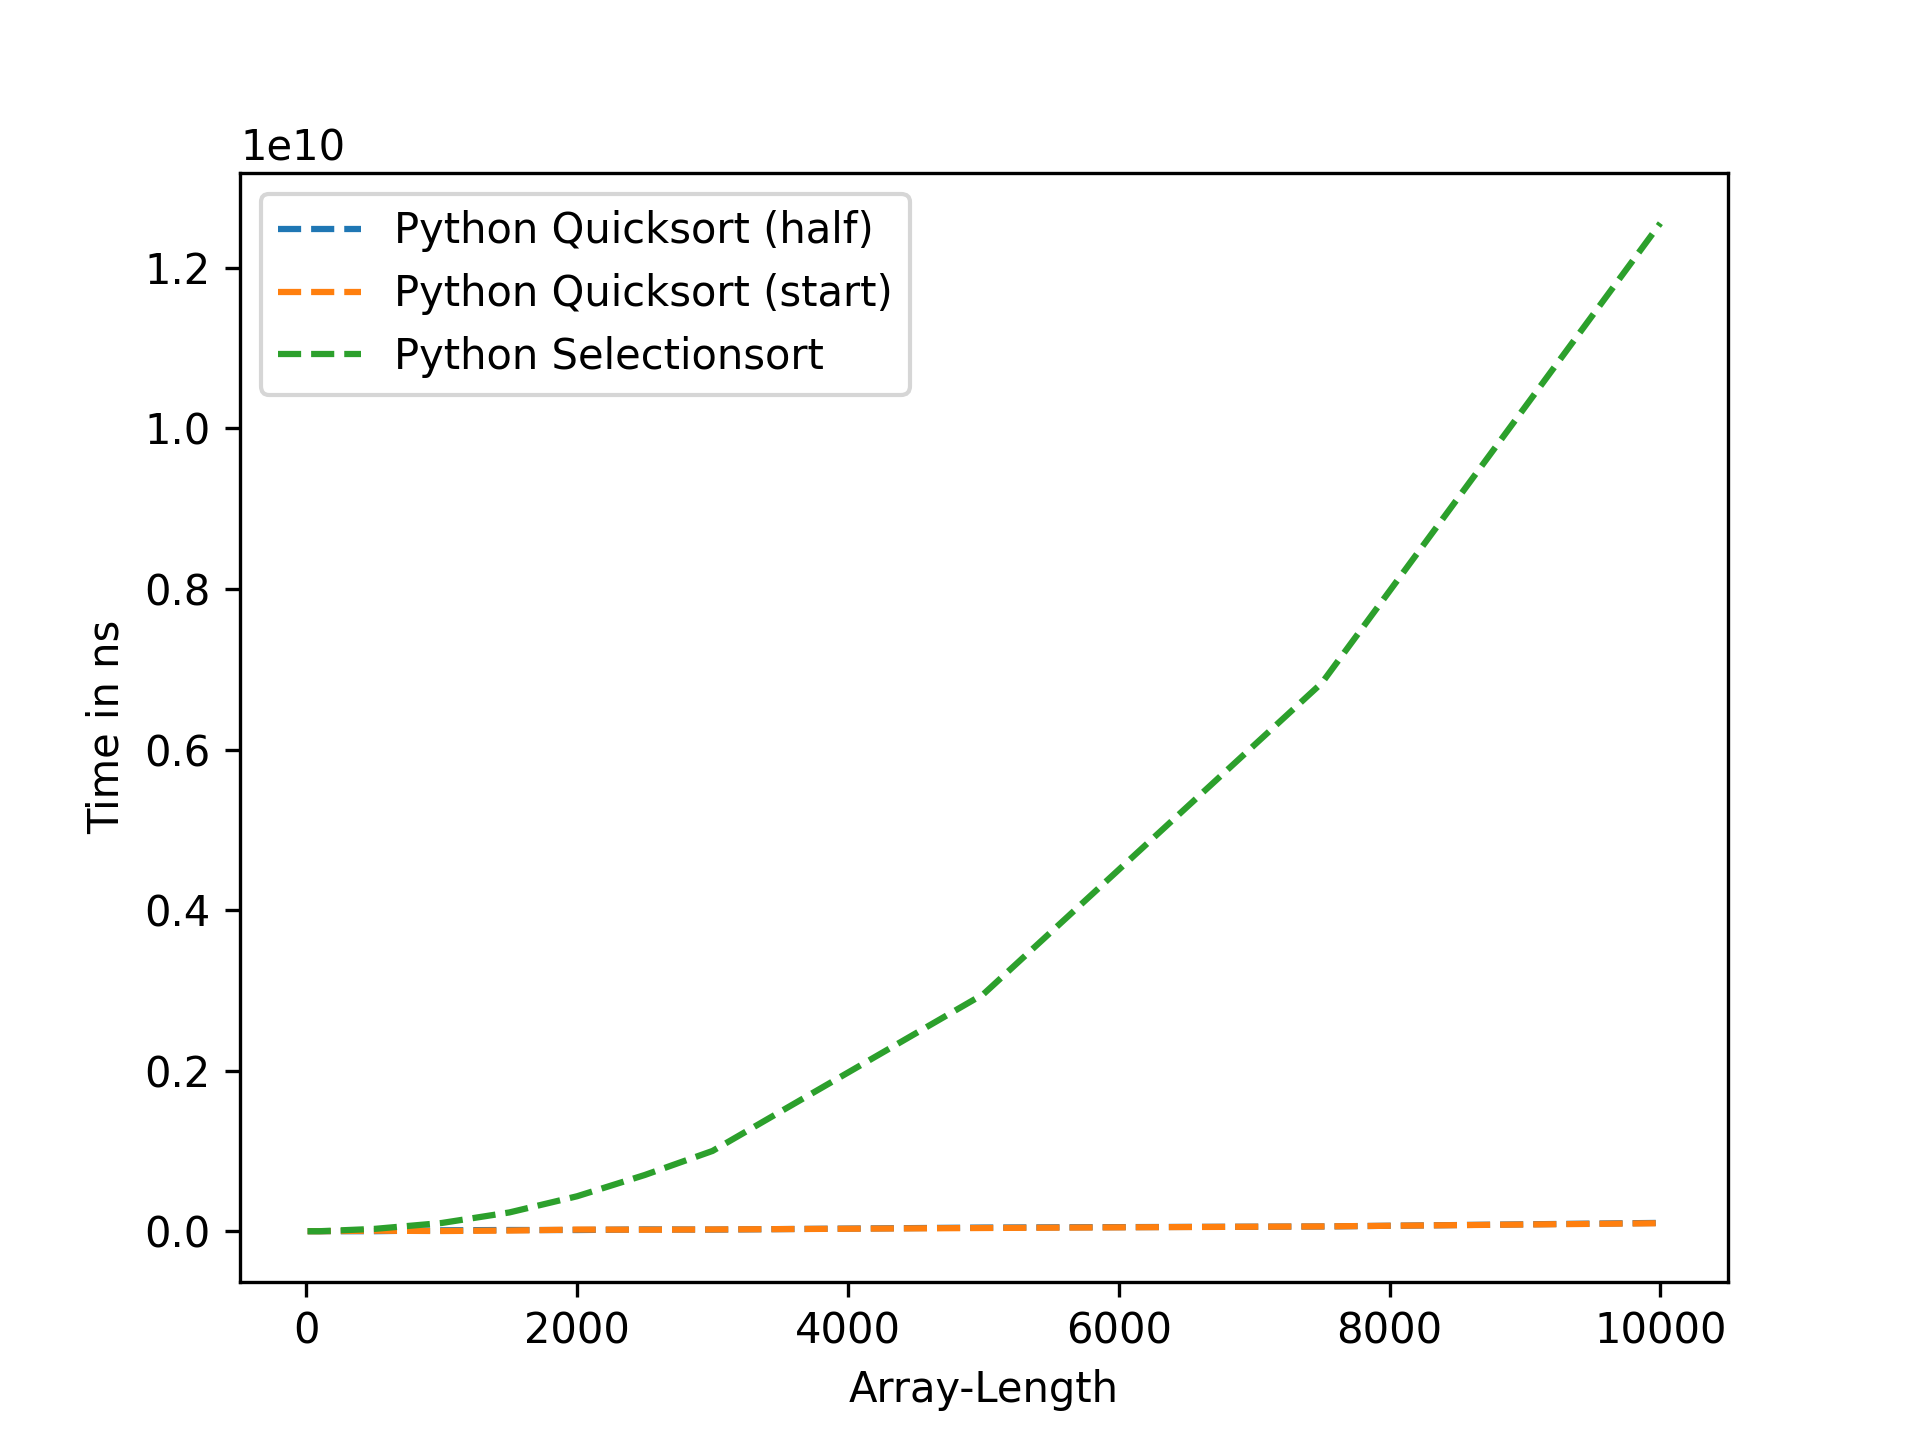 1e10
Python Quicksort (half)
Python Quicksort (start)
Python Selectionsort
1.2
1.0
0.8
0.6
0.4
0.2
0.0
Time in ns
0 2000 4000 6000 8000 10000
Array-Length